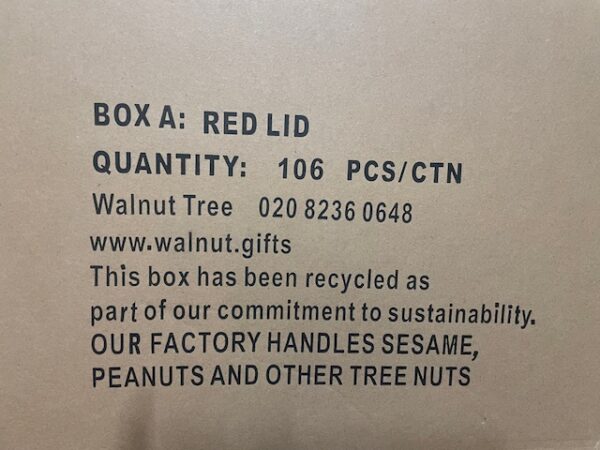 BOX A: RED LID
QUANTITY: 106 PCS/CTN
Walnut Tree 020 8236 0648
www.walnut.gifts
This box has been recycled as
part of our commitment to sustainability.
OUR FACTORY HANDLES SESAME,
PEANUTS AND OTHER TREE NUTS